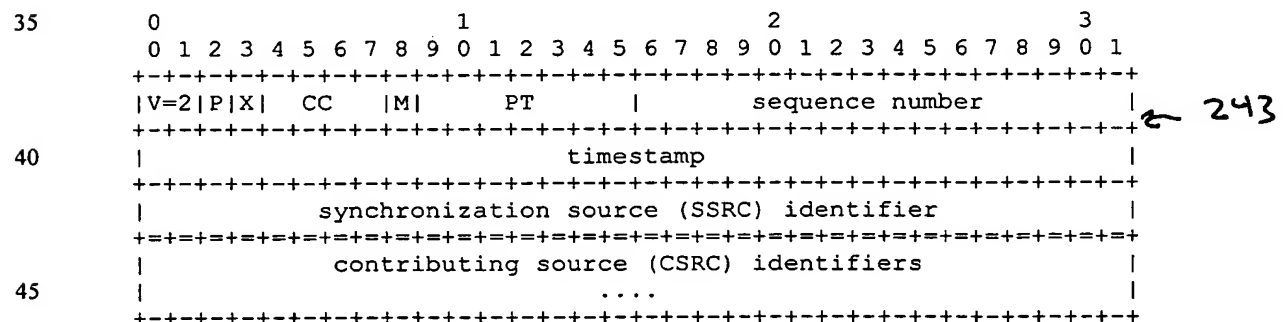 35 0 1 2 3
0 1 2 3 4 5 6 7 8 9 0 1 2 3 4 5 6 7 8 9 0 1 2 3 4 5 6 7 8 9 0 1
+-+-+-+-+-+-+-+-+-+-+-+-+-+-+-+-+-+-+-+-+-+-+-+-+-+-+-+-+-+-+-+-+
|V=2|P|X| CC |M| PT | sequence number |
+-+-+-+-+-+-+-+-+-+-+-+-+-+-+-+-+-+-+-+-+-+-+-+-+-+-+-+-+-+-+-+-+ ← 243
40 | timestamp |
+-+-+-+-+-+-+-+-+-+-+-+-+-+-+-+-+-+-+-+-+-+-+-+-+-+-+-+-+-+-+-+-+
| synchronization source (SSRC) identifier |
+=+=+=+=+=+=+=+=+=+=+=+=+=+=+=+=+=+=+=+=+=+=+=+=+=+=+=+=+=+=+=+=+
| contributing source (CSRC) identifiers |
45 | .... |
+-+-+-+-+-+-+-+-+-+-+-+-+-+-+-+-+-+-+-+-+-+-+-+-+-+-+-+-+-+-+-+-+